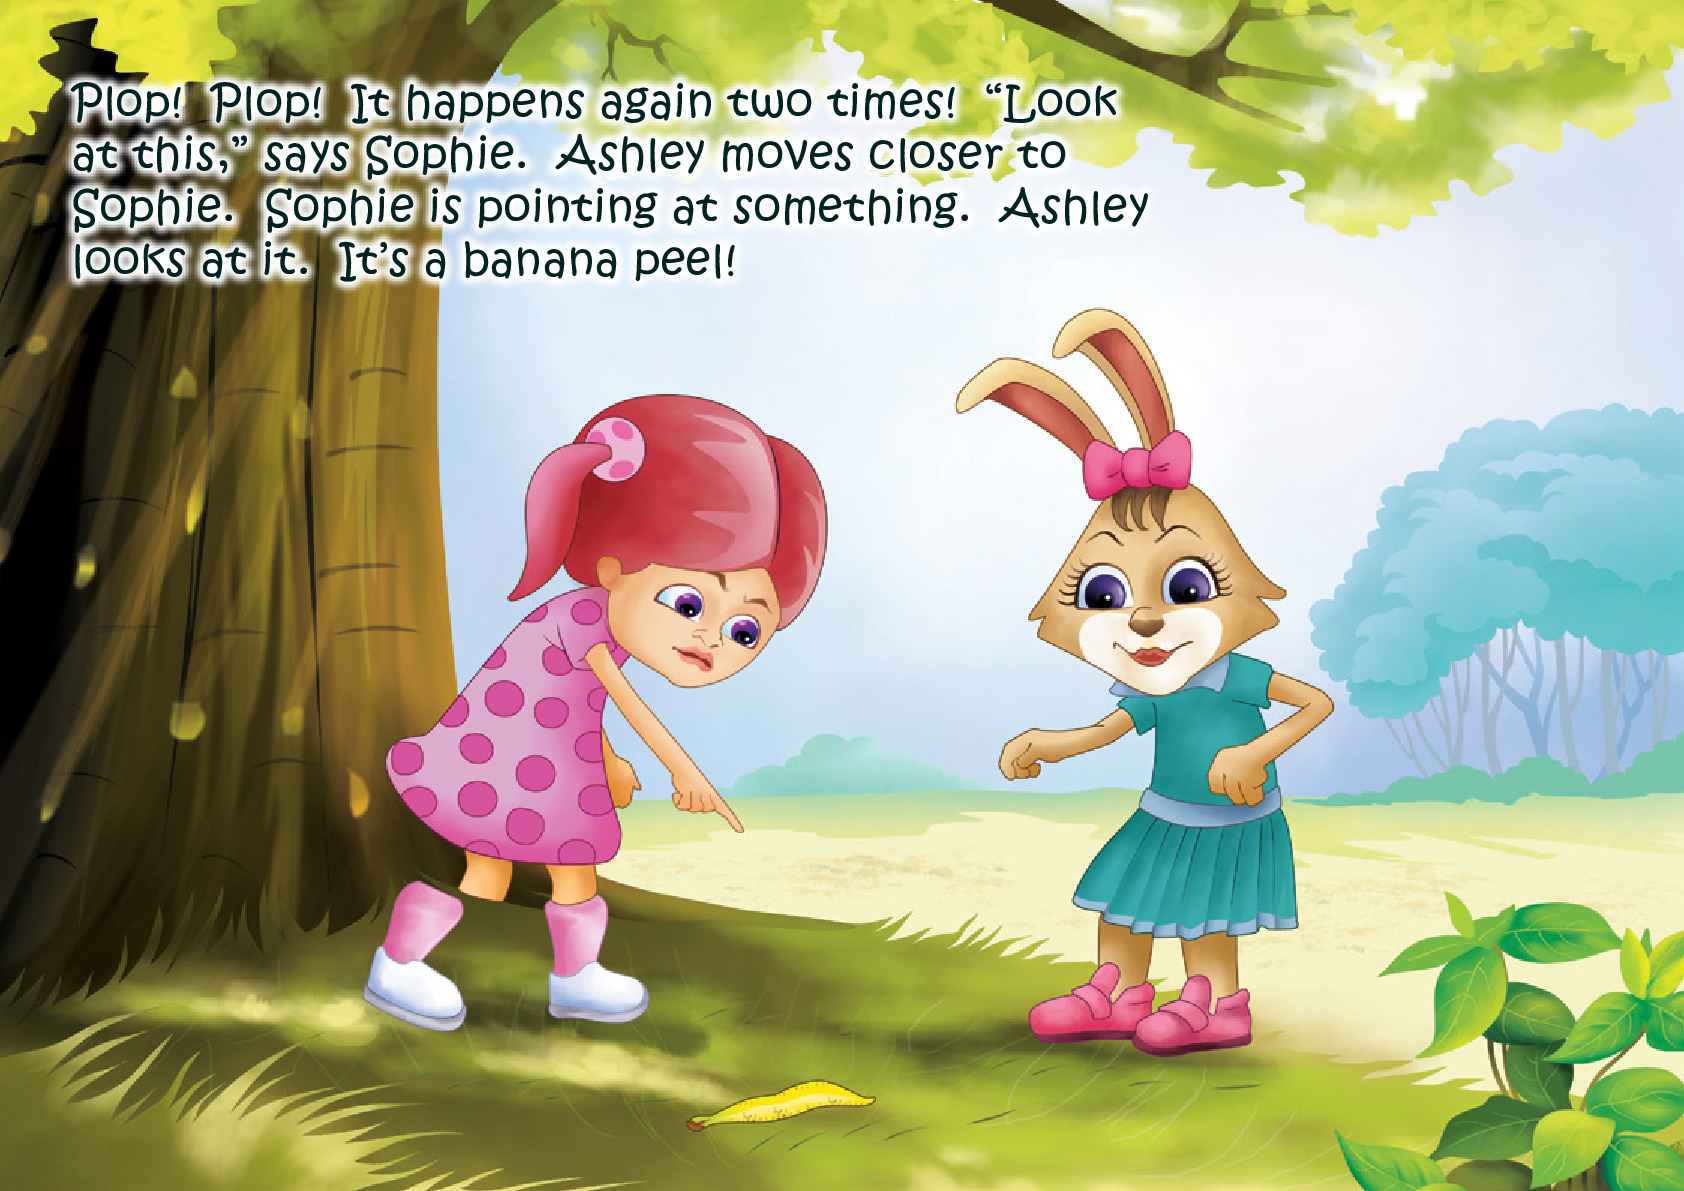 Plop!  Plop!  It happens again two times!  “Look
at this,” says Sophie.  Ashley moves closer to
Sophie.  Sophie is pointing at something.  Ashley
looks at it.  It’s a banana peel!